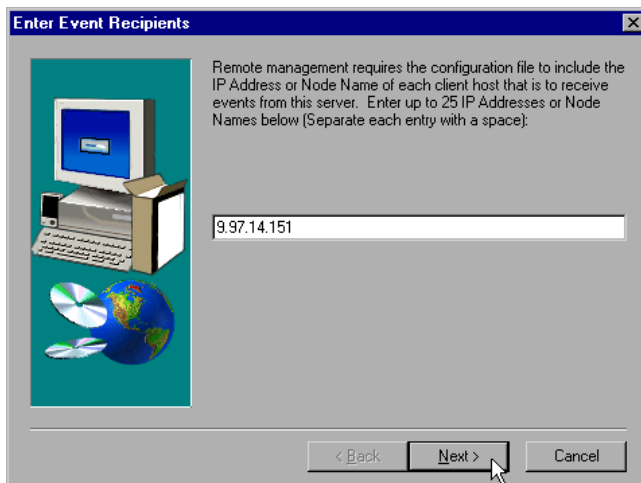 Enter Event Recipients
Remote management requires the configuration file to include the
IP Address or Node Name of each client host that is to receive
events from this server. Enter up to 25 IP Addresses or Node
Names below (Separate each entry with a space):
9.97.14.151
< Back Next > Cancel